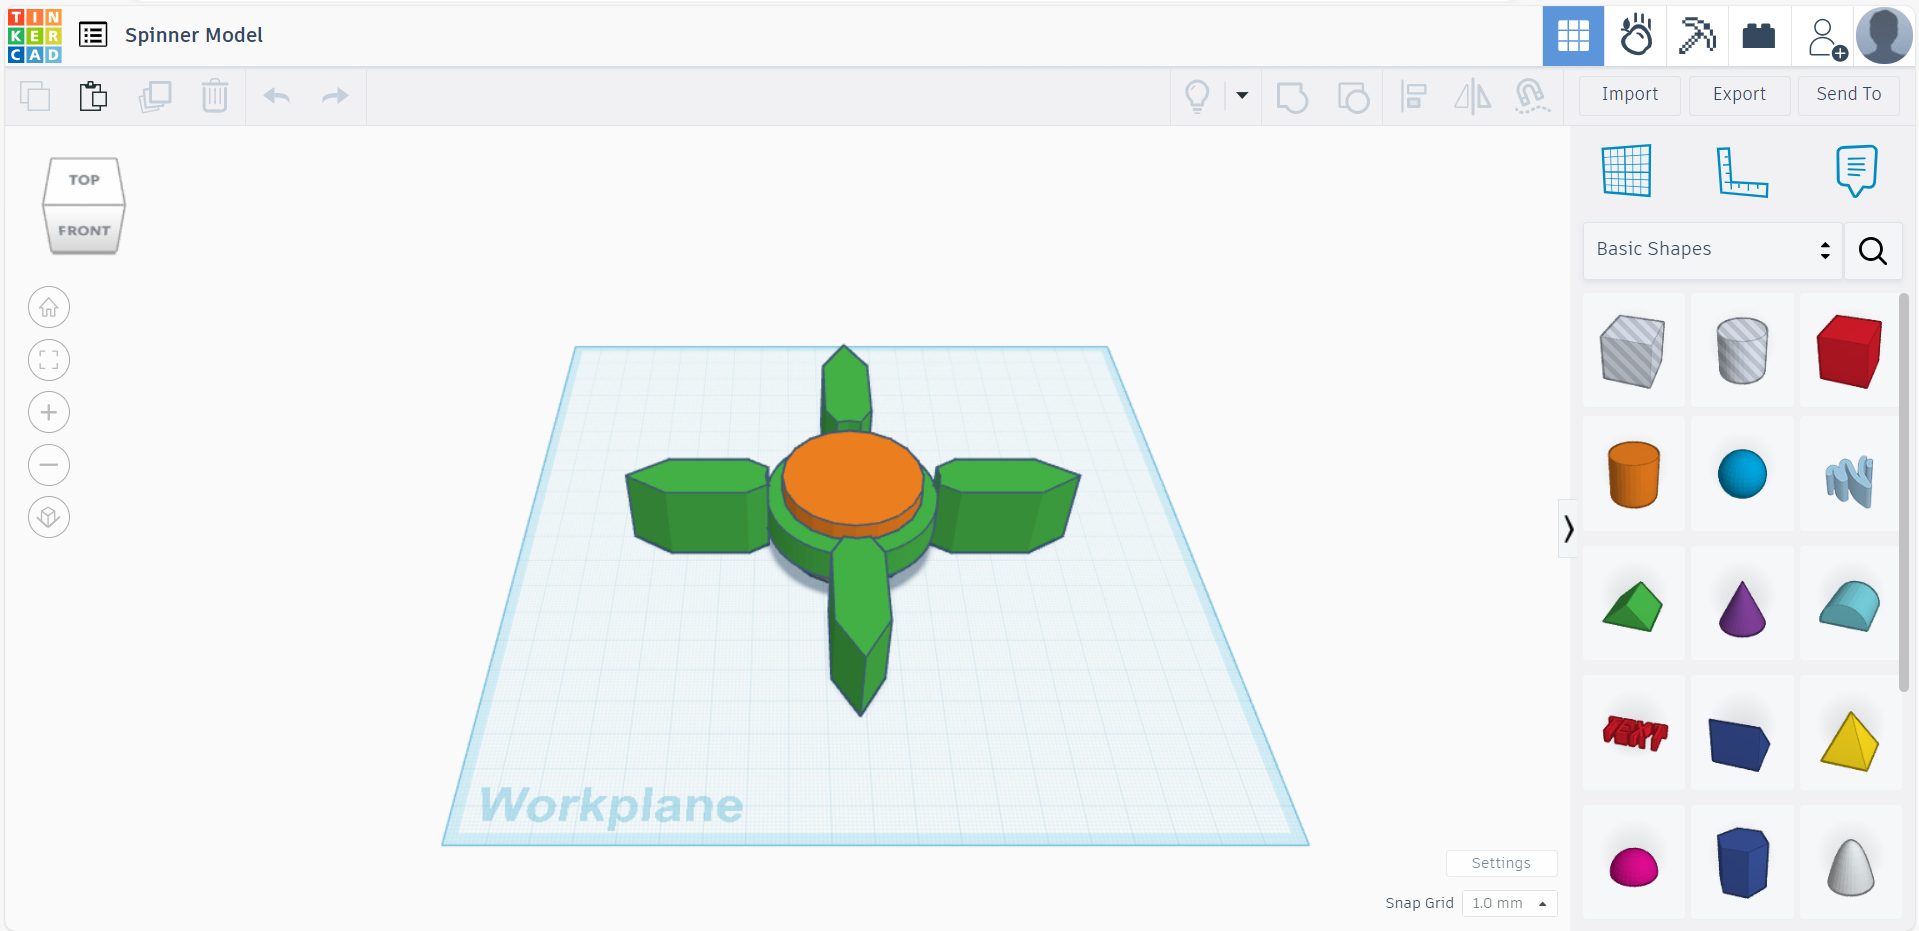 TIN
KER
CAD
Spinner Model
Import
Export
Send To
TOP
FRONT
Basic Shapes
TEXT
Workplane
Settings
Snap Grid
1.0 mm